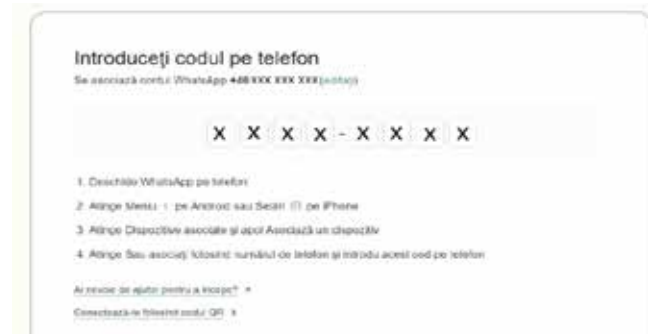 Introduceți codul pe telefon
Se asociază contul WhatsApp +48 XXX XXX XXX (editați)
X X X X - X X X X
1. Deschide WhatsApp pe telefon
2. Atinge Meniu pe Android sau Setări pe iPhone
3. Atinge Dispozitive asociate și apoi Asociază un dispozitiv
4. Atinge Sau asociați folosind numărul de telefon și introdu acest cod pe telefon
Ai nevoie de ajutor pentru a începe?
Conectează-te folosind codul QR